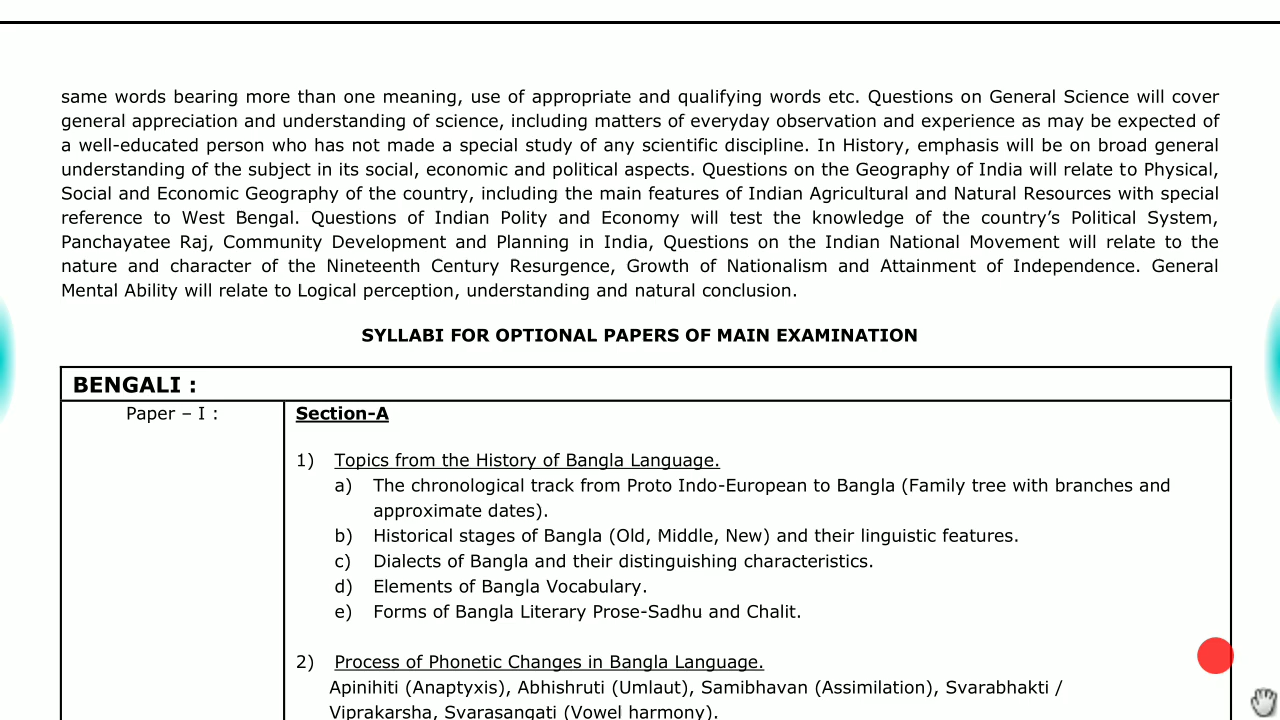 same words bearing more than one meaning, use of appropriate and qualifying words etc. Questions on General Science will cover
general appreciation and understanding of science, including matters of everyday observation and experience as may be expected of
a well-educated person who has not made a special study of any scientific discipline. In History, emphasis will be on broad general
understanding of the subject in its social, economic and political aspects. Questions on the Geography of India will relate to Physical,
Social and Economic Geography of the country, including the main features of Indian Agricultural and Natural Resources with special
reference to West Bengal. Questions of Indian Polity and Economy will test the knowledge of the country’s Political System,
Panchayatee Raj, Community Development and Planning in India, Questions on the Indian National Movement will relate to the
nature and character of the Nineteenth Century Resurgence, Growth of Nationalism and Attainment of Independence. General
Mental Ability will relate to Logical perception, understanding and natural conclusion.
SYLLABI FOR OPTIONAL PAPERS OF MAIN EXAMINATION
BENGALI :
Paper – I :
Section-A
1) Topics from the History of Bangla Language.
a) The chronological track from Proto Indo-European to Bangla (Family tree with branches and
approximate dates).
b) Historical stages of Bangla (Old, Middle, New) and their linguistic features.
c) Dialects of Bangla and their distinguishing characteristics.
d) Elements of Bangla Vocabulary.
e) Forms of Bangla Literary Prose-Sadhu and Chalit.
2) Process of Phonetic Changes in Bangla Language.
Apinihiti (Anaptyxis), Abhishruti (Umlaut), Samibhavan (Assimilation), Svarabhakti /
Viprakarsha, Svarasangati (Vowel harmony).